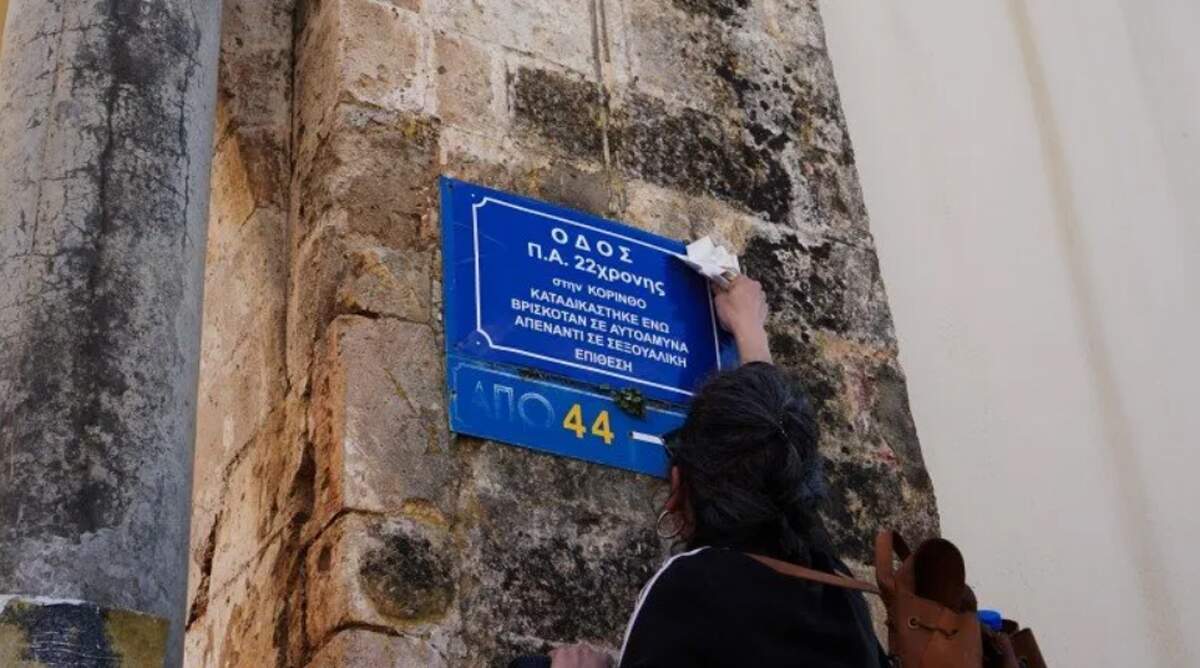 ΟΔΟΣ
Π.Α. 22χρονης
στην ΚΟΡΙΝΘΟ
ΚΑΤΑΔΙΚΑΣΤΗΚΕ ΕΝΩ
ΒΡΙΣΚΟΤΑΝ ΣΕ ΑΥΤΟΑΜΥΝΑ
ΑΠΕΝΑΝΤΙ ΣΕ ΣΕΞΟΥΑΛΙΚΗ
ΕΠΙΘΕΣΗ
ΑΠΟ 44